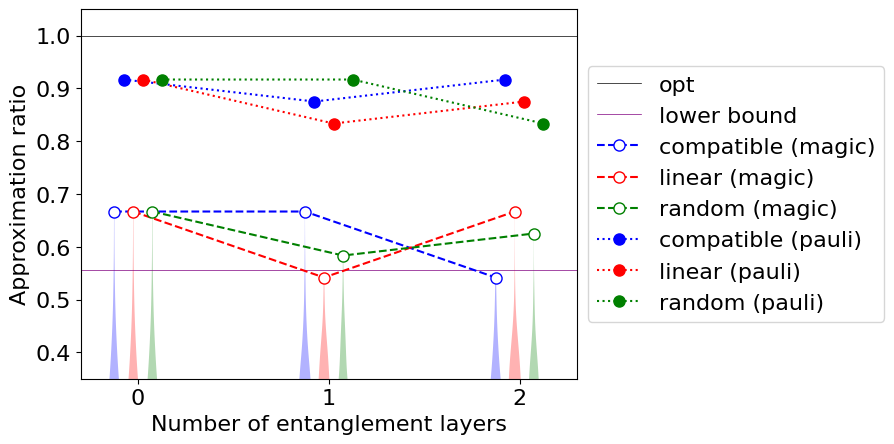 1.0
0.9
0.8
0.7
0.6
0.5
0.4
Approximation ratio
0 1 2
Number of entanglement layers
opt
lower bound
compatible (magic)
linear (magic)
random (magic)
compatible (pauli)
linear (pauli)
random (pauli)